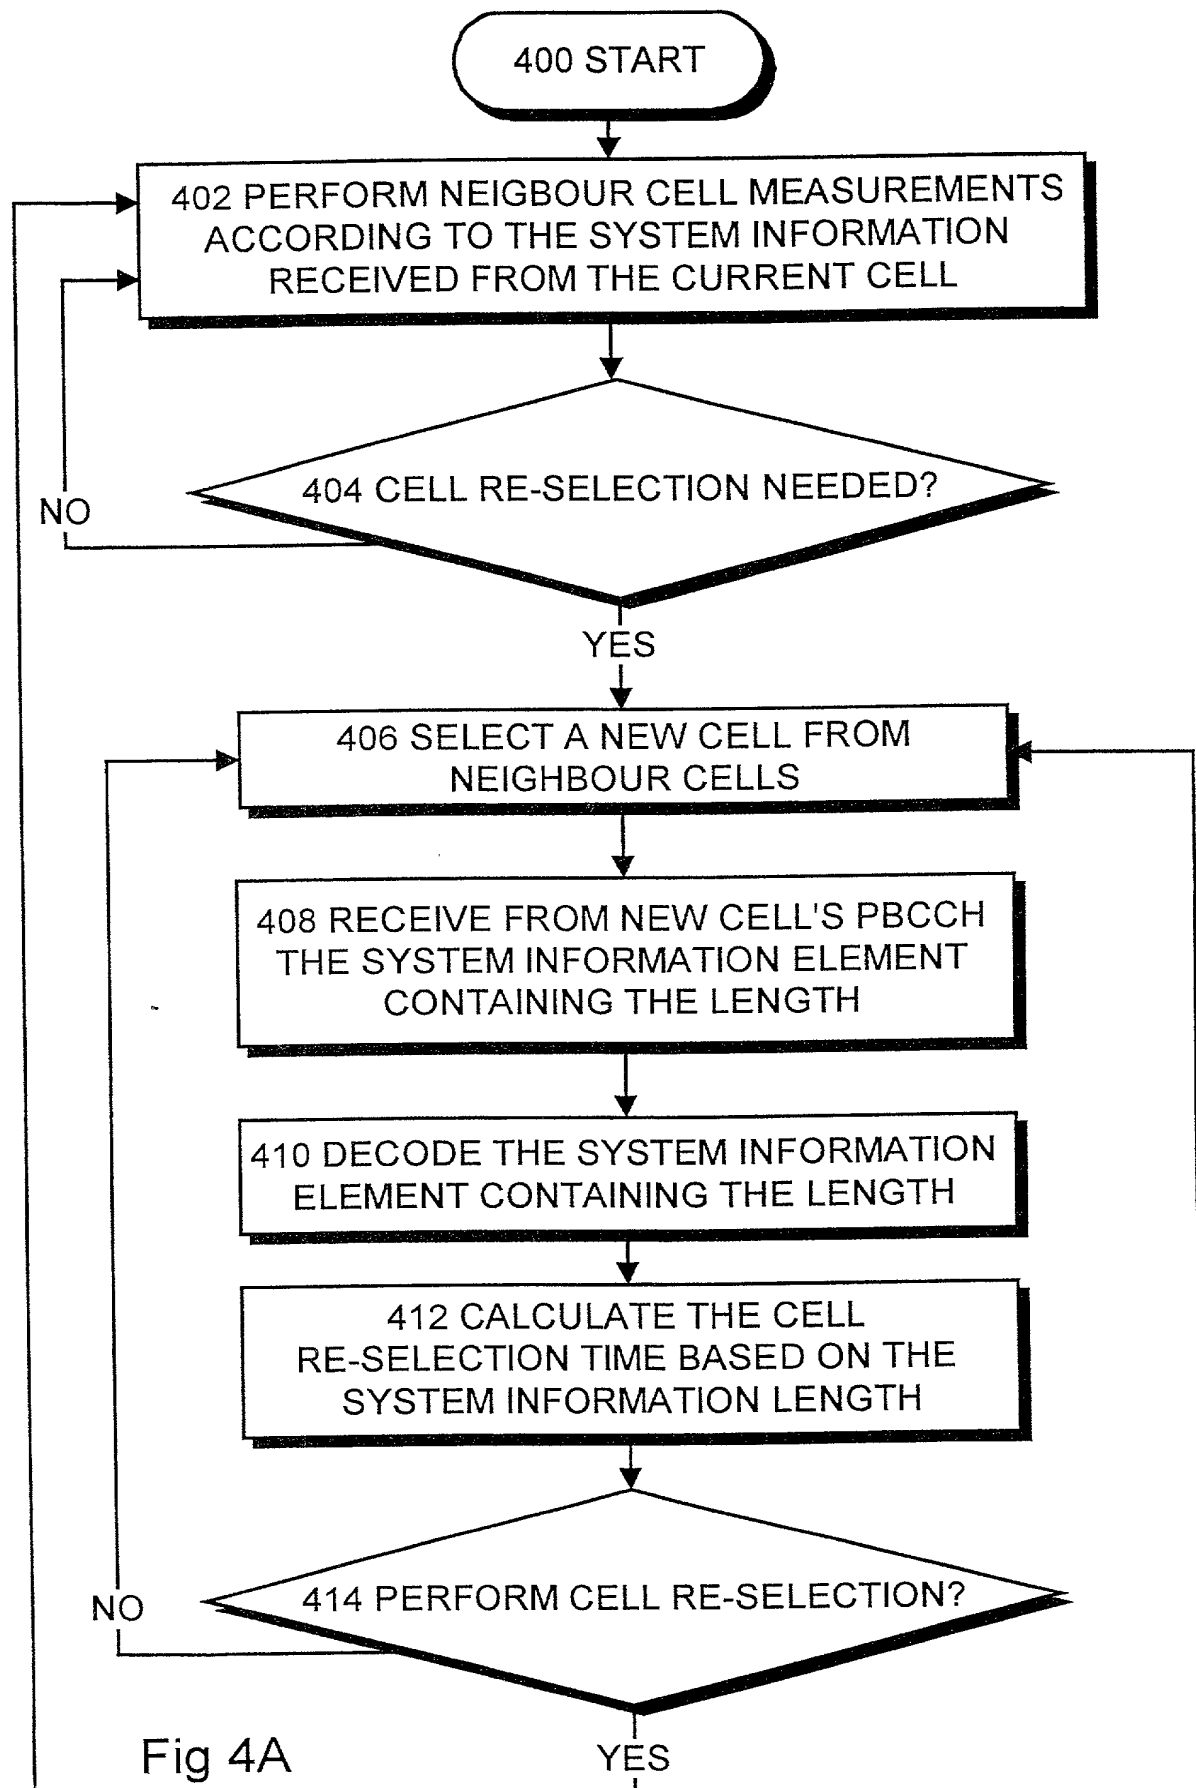 400 START
402 PERFORM NEIGBOUR CELL MEASUREMENTS
ACCORDING TO THE SYSTEM INFORMATION
RECEIVED FROM THE CURRENT CELL
404 CELL RE-SELECTION NEEDED?
NO
YES
406 SELECT A NEW CELL FROM
NEIGHBOUR CELLS
408 RECEIVE FROM NEW CELL'S PBCCH
THE SYSTEM INFORMATION ELEMENT
CONTAINING THE LENGTH
410 DECODE THE SYSTEM INFORMATION
ELEMENT CONTAINING THE LENGTH
412 CALCULATE THE CELL
RE-SELECTION TIME BASED ON THE
SYSTEM INFORMATION LENGTH
414 PERFORM CELL RE-SELECTION?
NO
YES
Fig 4A